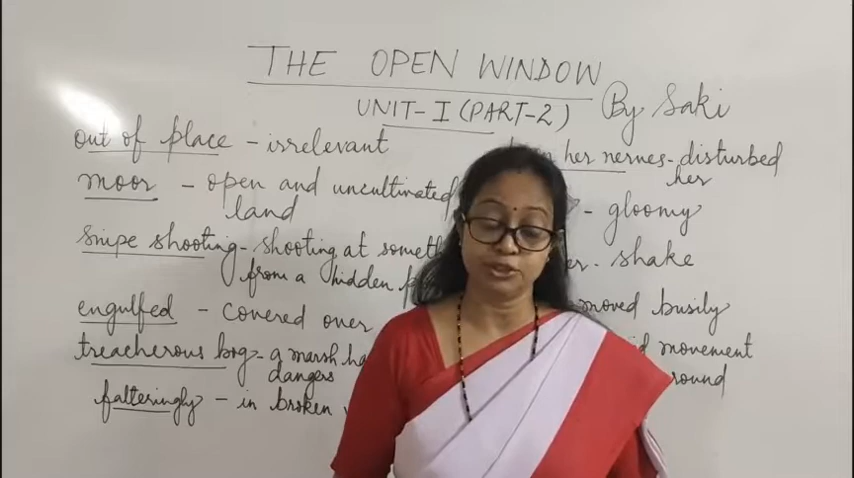 THE OPEN WINDOW
UNIT-I (PART-2) By Saki
out of place - irrelevant
moor - open and uncultivated land
snipe shooting - shooting at from a hidden
engulfed - covered over
treacherous bog - a marsh dangers
falteringly - in broken
her nerves - disturbed her
- gloomy
- shake
moved busily
movement
round